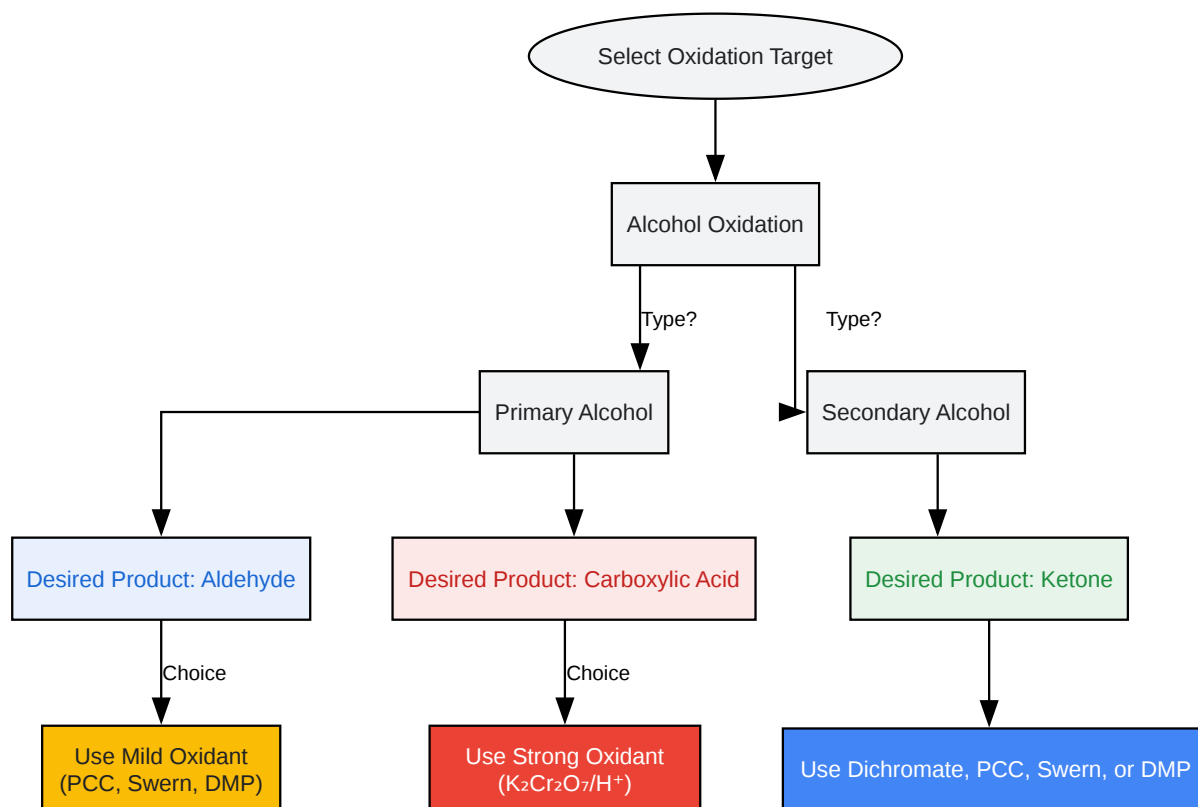 Select Oxidation Target
Alcohol Oxidation
Type?
Type?
Primary Alcohol
Secondary Alcohol
Desired Product: Aldehyde
Desired Product: Carboxylic Acid
Desired Product: Ketone
Choice
Choice
Use Mild Oxidant
(PCC, Swern, DMP)
Use Strong Oxidant
(K₂Cr₂O₇/H⁺)
Use Dichromate, PCC, Swern, or DMP